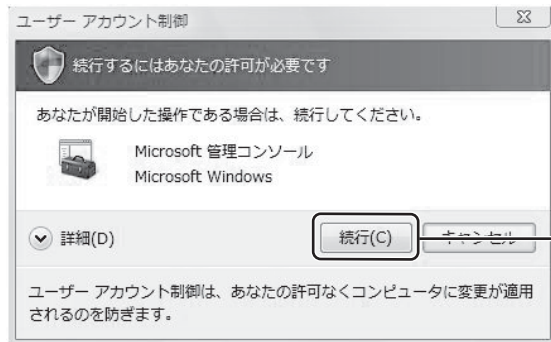 ユーザー アカウント制御
続行するにはあなたの許可が必要です
あなたが開始した操作である場合は、続行してください。
Microsoft 管理コンソール
Microsoft Windows
詳細(D)
続行(C)
キャンセル
ユーザー アカウント制御は、あなたの許可なくコンピュータに変更が適用
されるのを防ぎます。